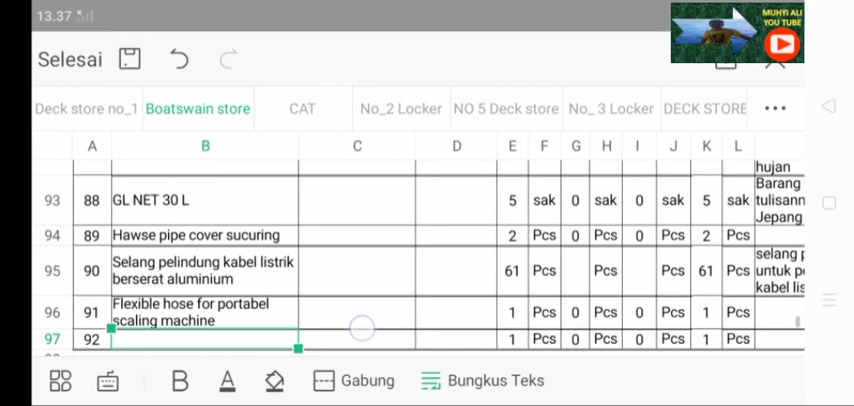 13.37
MUHYI ALI
YOU TUBE
Selesai
Deck store no_1 Boatswain store CAT No_2 Locker NO 5 Deck store No_ 3 Locker DECK STORE
A B C D E F G H I J K L
hujan
93 88 GL NET 30 L 5 sak 0 sak 0 sak 5 sak
Barang
tulisann
Jepang
94 89 Hawse pipe cover sucuring 2 Pcs 0 Pcs 0 Pcs 2 Pcs
95 90 Selang pelindung kabel listrik
berserat aluminium 61 Pcs Pcs Pcs 61 Pcs
selang p
untuk pe
kabel lis
96 91 Flexible hose for portabel
scaling machine 1 Pcs 0 Pcs 0 Pcs 1 Pcs
97 92 1 Pcs 0 Pcs 0 Pcs 1 Pcs
B A Gabung Bungkus Teks